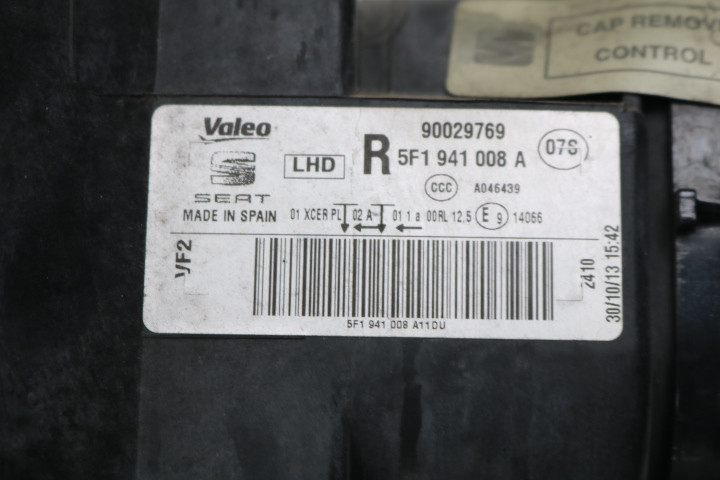 CAP REMOV
CONTROL
Valeo
90029769
LHD
R
5F1 941 008 A
07S
SEAT
CCC
A046439
MADE IN SPAIN
01 XCER PL 02 A 01 1 a 00RL 12.5 E 9 14066
VF2
2410
30/10/13 15:42
5F1 941 008 A11DU